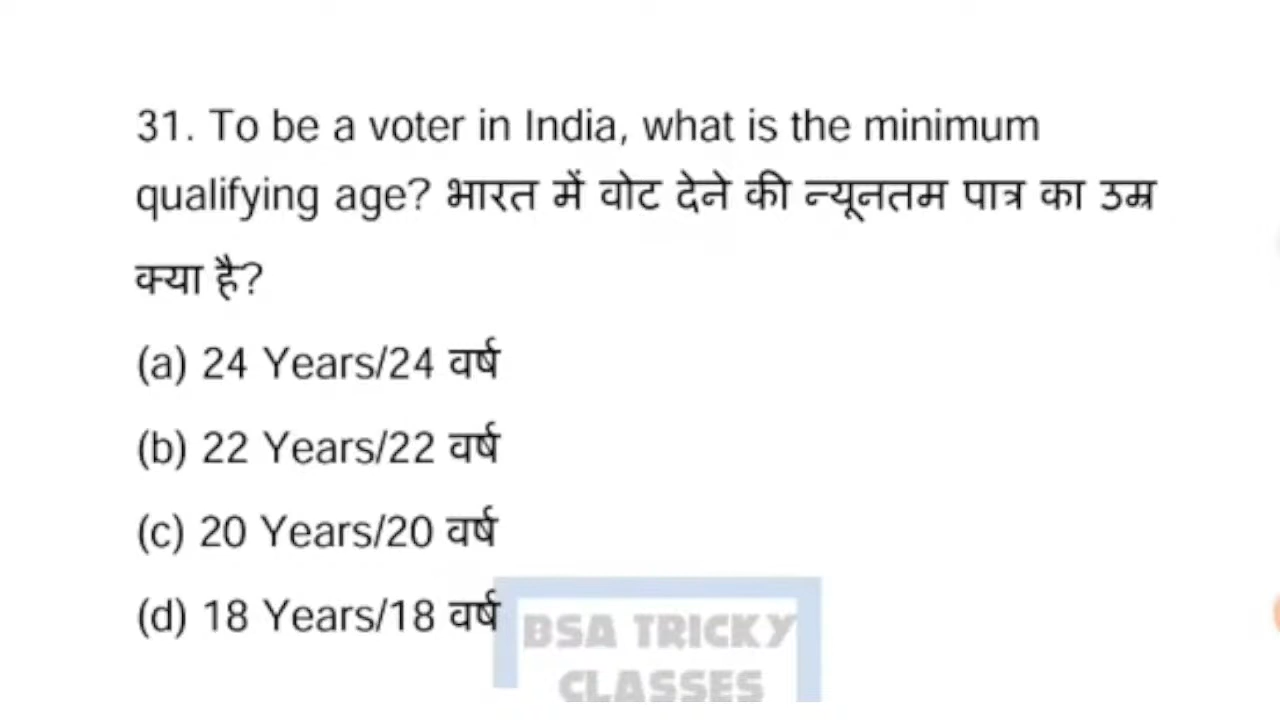 31. To be a voter in India, what is the minimum
qualifying age? भारत में वोट देने की न्यूनतम पात्र का उम्र
क्या है?
(a) 24 Years/24 वर्ष
(b) 22 Years/22 वर्ष
(c) 20 Years/20 वर्ष
(d) 18 Years/18 वर्ष
BSA TRICKY
CLASSES